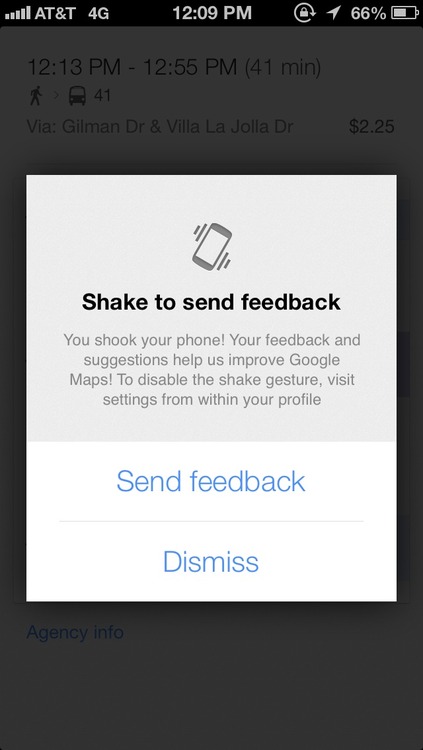 AT&T 4G 12:09 PM 66%
12:13 PM - 12:55 PM (41 min)
41
Via: Gilman Dr & Villa La Jolla Dr $2.25
Shake to send feedback
You shook your phone! Your feedback and
suggestions help us improve Google
Maps! To disable the shake gesture, visit
settings from within your profile
Send feedback
Dismiss
Agency info